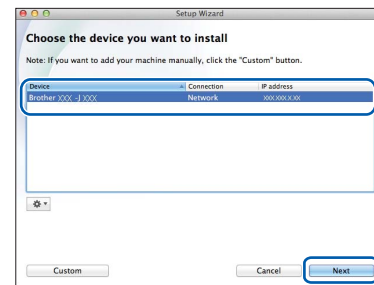 Setup Wizard
Choose the device you want to install
Note: If you want to add your machine manually, click the "Custom" button.
Device Connection IP address
Brother XXX -J XXX Network XXX.XXX.X.XX
Custom Cancel Next